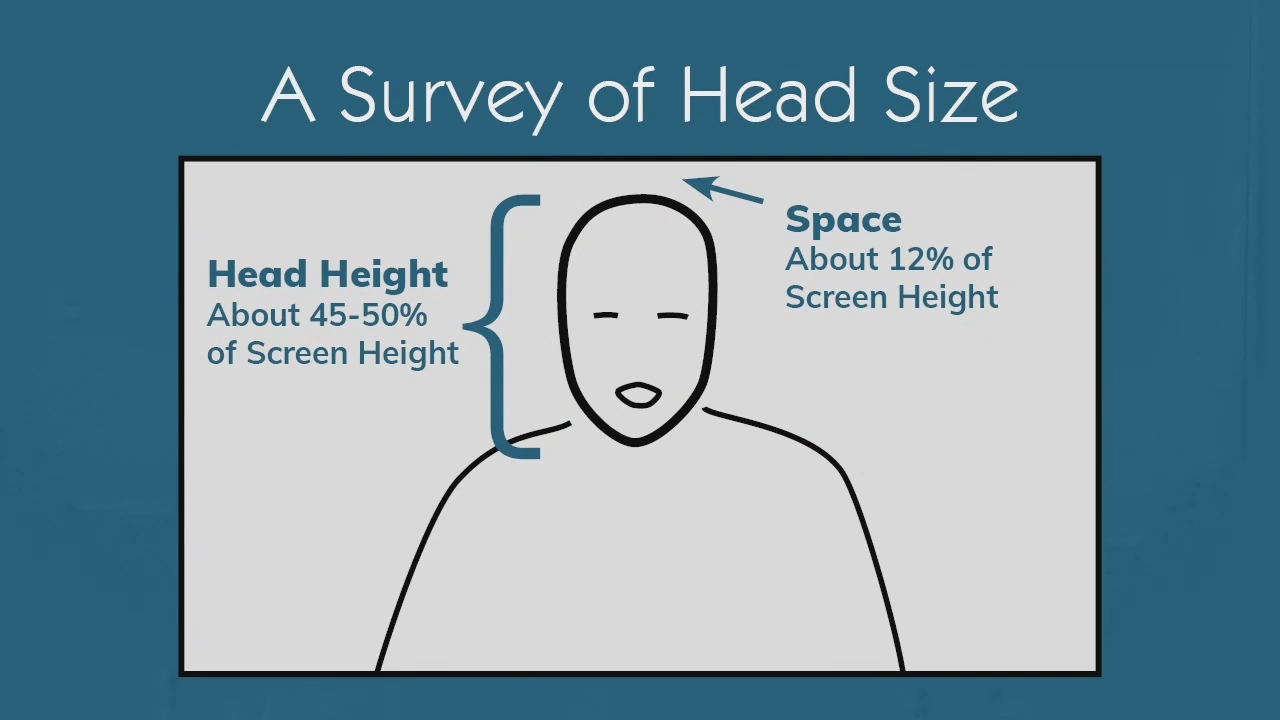 A Survey of Head Size
Head Height
About 45-50%
of Screen Height
Space
About 12% of
Screen Height